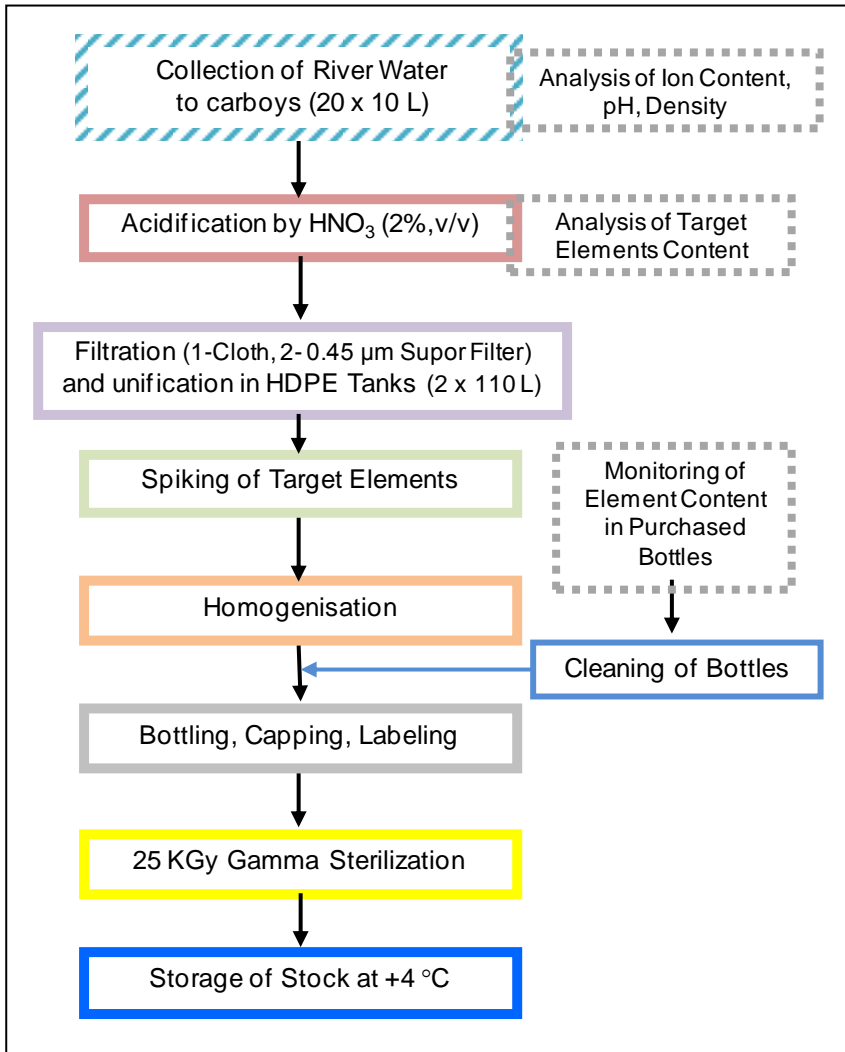 Collection of River Water
to carboys (20 x 10 L)
Analysis of Ion Content,
pH, Density
Acidification by HNO₃ (2%,v/v)
Analysis of Target
Elements Content
Filtration (1-Cloth, 2- 0.45 µm Supor Filter)
and unification in HDPE Tanks (2 x 110 L)
Spiking of Target Elements
Monitoring of
Element Content
in Purchased
Bottles
Homogenisation
Cleaning of Bottles
Bottling, Capping, Labeling
25 KGy Gamma Sterilization
Storage of Stock at +4 °C